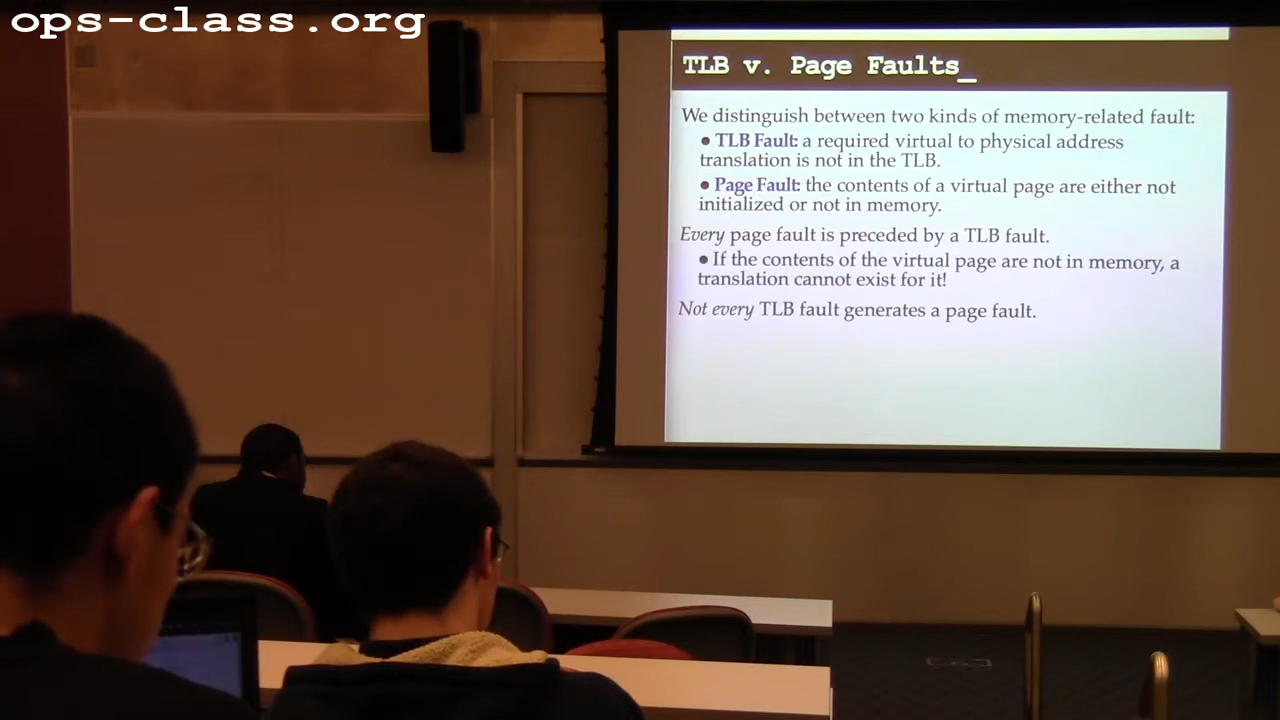 ops-class.org
TLB v. Page Faults_
We distinguish between two kinds of memory-related fault:
• TLB Fault: a required virtual to physical address
translation is not in the TLB.
• Page Fault: the contents of a virtual page are either not
initialized or not in memory.
Every page fault is preceded by a TLB fault.
• If the contents of the virtual page are not in memory, a
translation cannot exist for it!
Not every TLB fault generates a page fault.